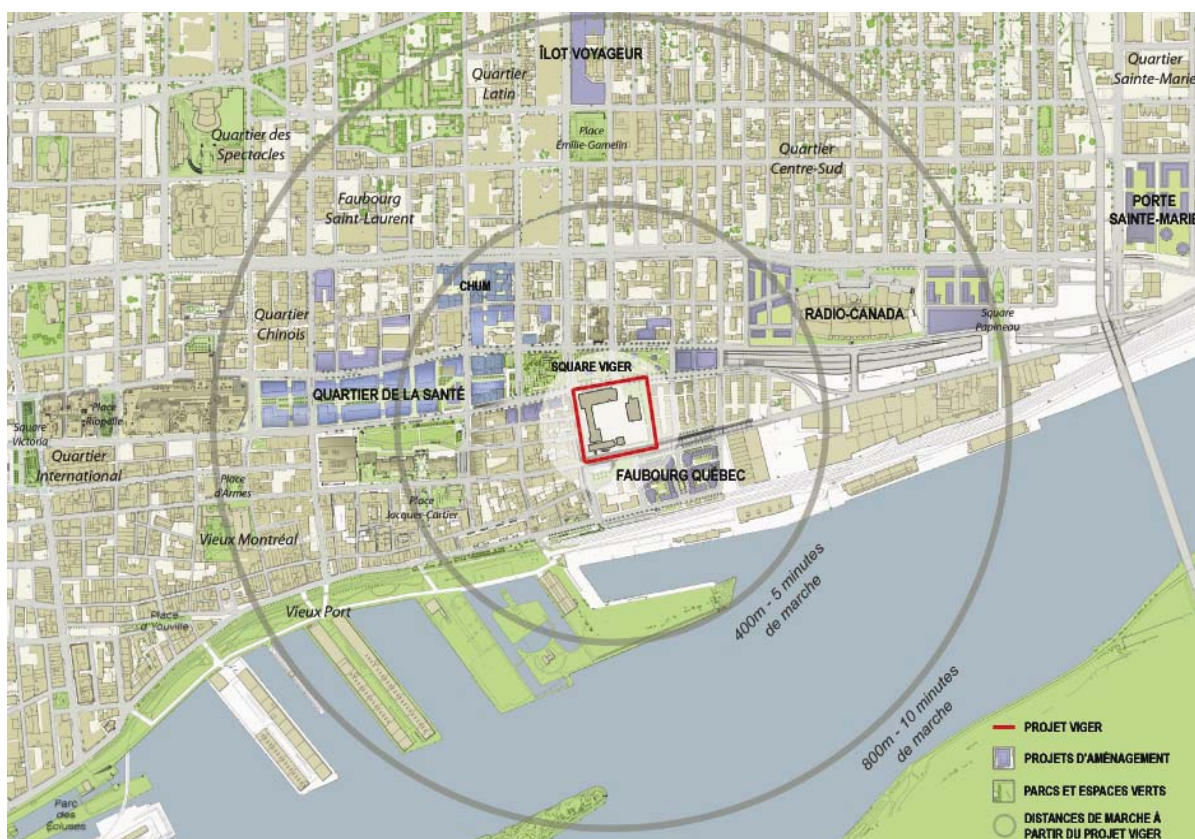 ÎLOT VOYAGEUR
Quartier
Latin
Quartier
Sainte-Marie
Quartier des
Spectacles
Place
Émilie-Gamelin
Quartier
Centre-Sud
Faubourg
Saint-Laurent
PORTE
SAINTE-MARIE
CHUM
Quartier
Chinois
RADIO-CANADA
Square
Papineau
SQUARE VIGER
QUARTIER DE LA SANTÉ
Place
Riopelle
Square
Victoria
Quartier
International
FAUBOURG QUÉBEC
Place
d'Armes
Place
Jacques-Cartier
Vieux Montréal
400m - 5 minutes
de marche
Vieux Port
Place
d'Youville
800m - 10 minutes
de marche
Parc
des
Écluses
PROJET VIGER
PROJETS D'AMÉNAGEMENT
PARCS ET ESPACES VERTS
DISTANCES DE MARCHE À
PARTIR DU PROJET VIGER